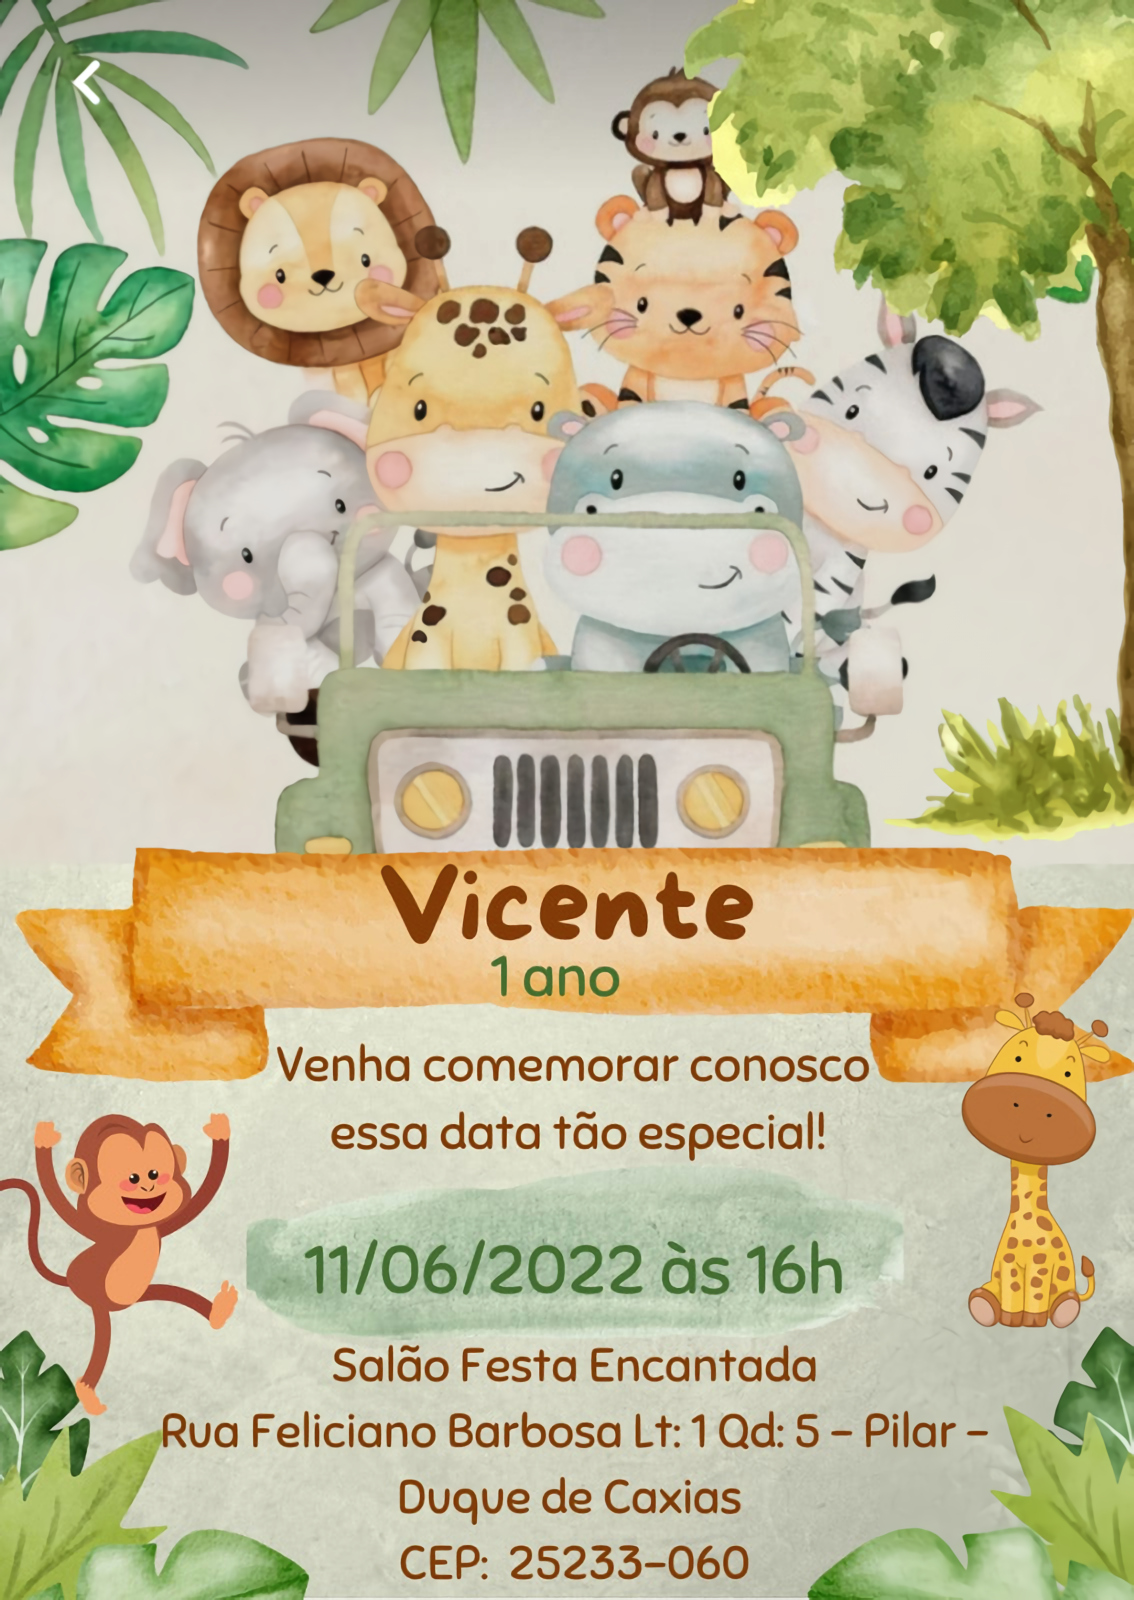 Vicente
1 ano
Venha comemorar conosco
essa data tão especial!
11/06/2022 às 16h
Salão Festa Encantada
Rua Feliciano Barbosa Lt: 1 Qd: 5 – Pilar –
Duque de Caxias
CEP: 25233-060